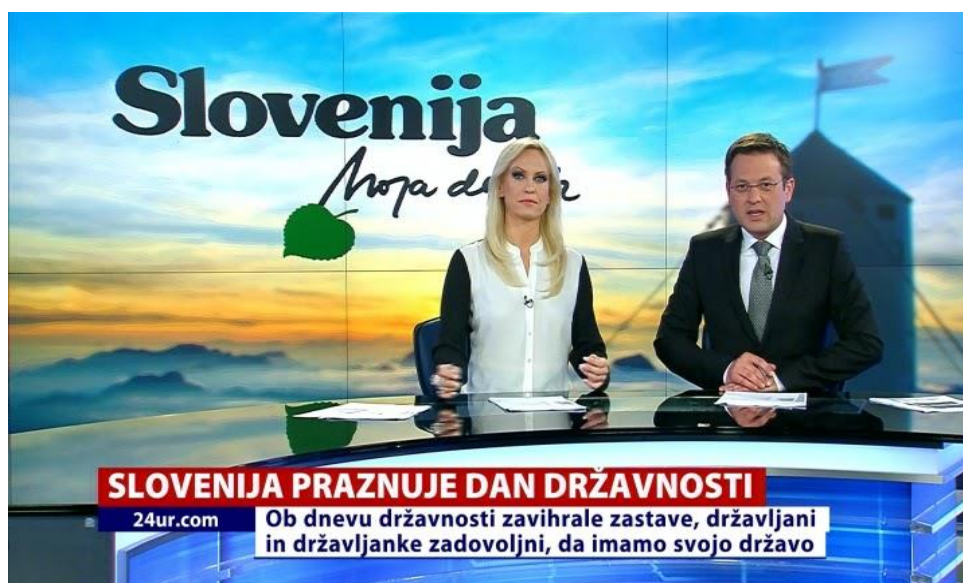 Slovenija
Moja
SLOVENIJA PRAZNUJE DAN DRŽAVNOSTI
24ur.com
Ob dnevu državnosti zavihrale zastave, državljani
in državljanke zadovoljni, da imamo svojo državo